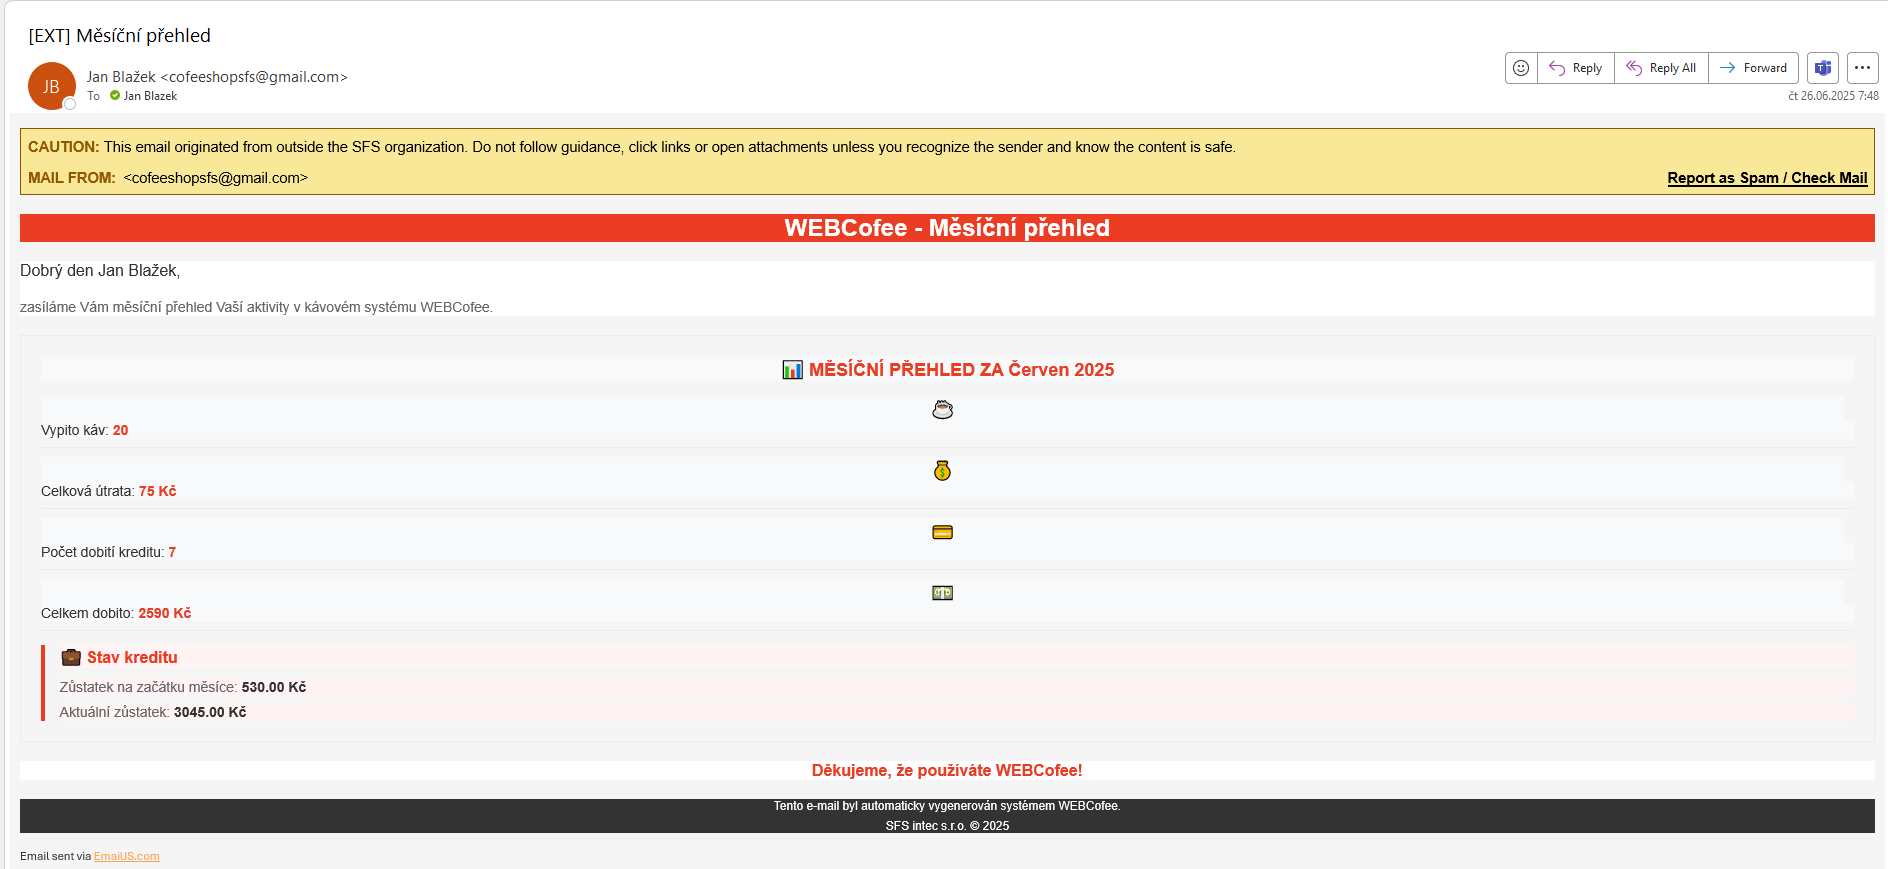 [EXT] Měsíční přehled
JB
Jan Blažek <cofeeshopsfs@gmail.com>
To Jan Blazek
Reply
Reply All
Forward
čt 26.06.2025 7:48
CAUTION: This email originated from outside the SFS organization. Do not follow guidance, click links or open attachments unless you recognize the sender and know the content is safe.
MAIL FROM: <cofeeshopsfs@gmail.com>
Report as Spam / Check Mail
WEBCofee - Měsíční přehled
Dobrý den Jan Blažek,
zasíláme Vám měsíční přehled Vaší aktivity v kávovém systému WEBCofee.
MĚSÍČNÍ PŘEHLED ZA Červen 2025
Vypito káv: 20
Celková útrata: 75 Kč
Počet dobití kreditu: 7
Celkem dobito: 2590 Kč
Stav kreditu
Zůstatek na začátku měsíce: 530.00 Kč
Aktuální zůstatek: 3045.00 Kč
Děkujeme, že používáte WEBCofee!
Tento e-mail byl automaticky vygenerován systémem WEBCofee.
SFS intec s.r.o. © 2025
Email sent via EmailJS.com